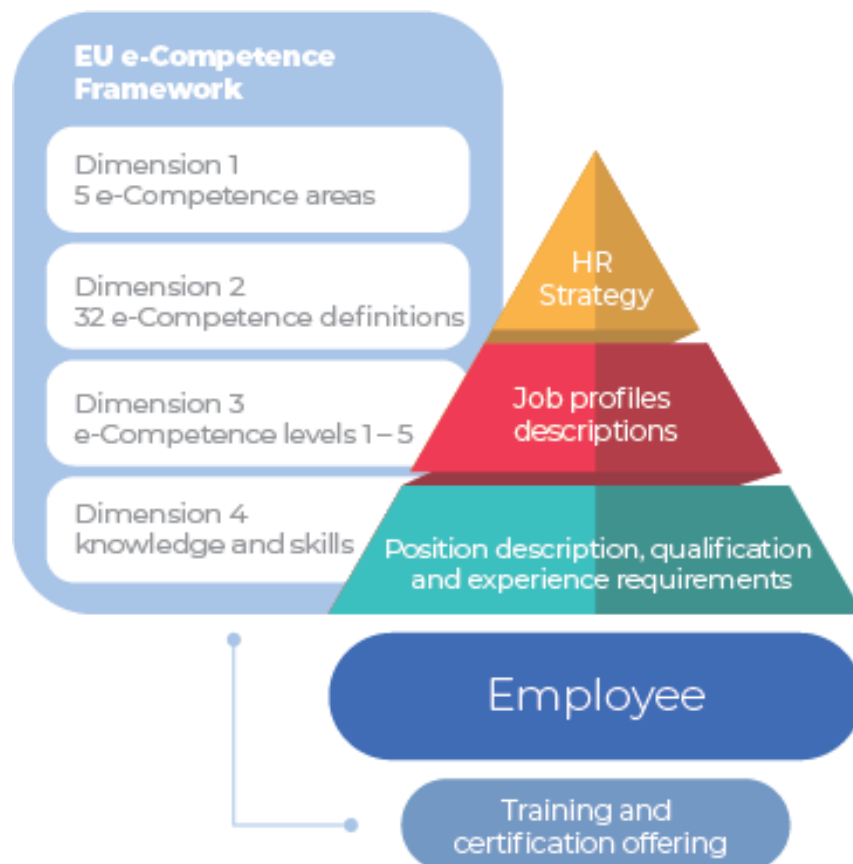 EU e-Competence
Framework
Dimension 1
5 e-Competence areas
Dimension 2
32 e-Competence definitions
Dimension 3
e-Competence levels 1 – 5
Dimension 4
knowledge and skills
HR
Strategy
Job profiles
descriptions
Position description, qualification
and experience requirements
Employee
Training and
certification offering